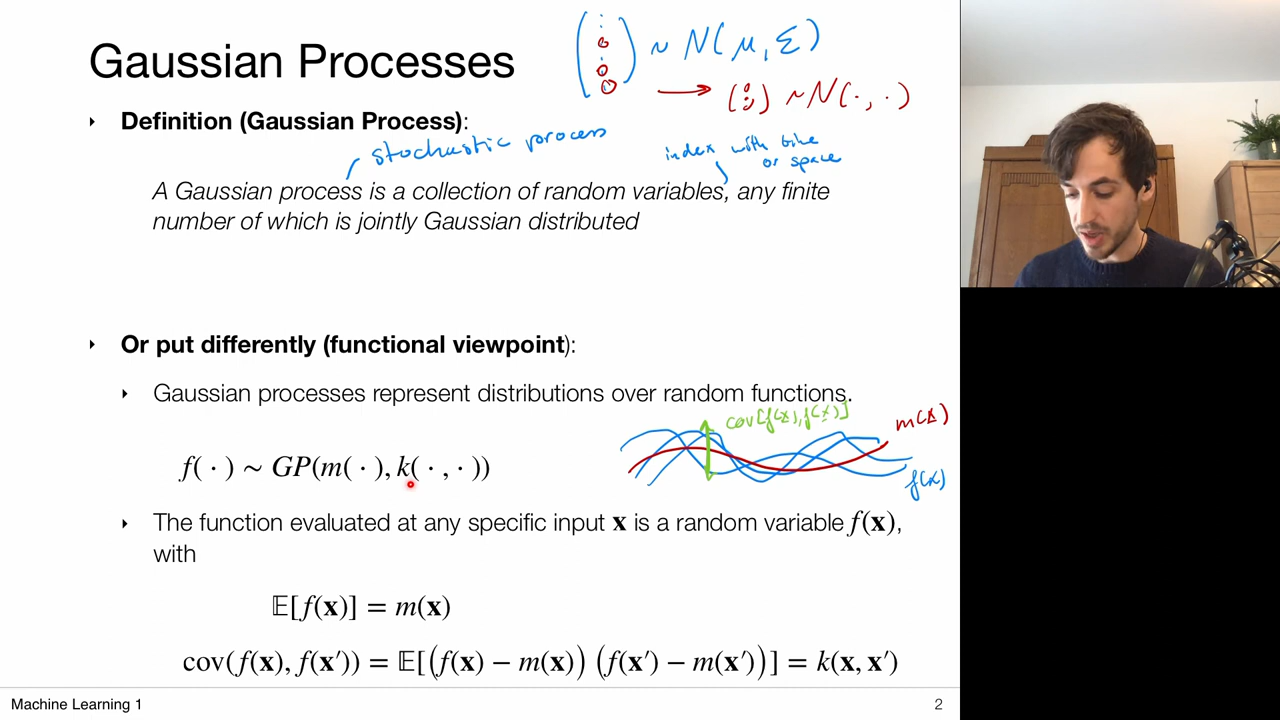 Gaussian Processes
( ⋮ ) ~ N(μ, Σ)
→ ( : ) ~ N(·, ·)
‣ Definition (Gaussian Process):
stochastic process
index with time
or space
A Gaussian process is a collection of random variables, any finite
number of which is jointly Gaussian distributed
‣ Or put differently (functional viewpoint):
‣ Gaussian processes represent distributions over random functions.
cov[f(x), f(x)]
m(x)
f(·) ∼ GP(m(·), k(·, ·))
f(x)
‣ The function evaluated at any specific input x is a random variable f(x),
with
𝔼[f(x)] = m(x)
cov(f(x), f(x′)) = 𝔼[(f(x) − m(x)) (f(x′) − m(x′))] = k(x, x′)
Machine Learning 1
2